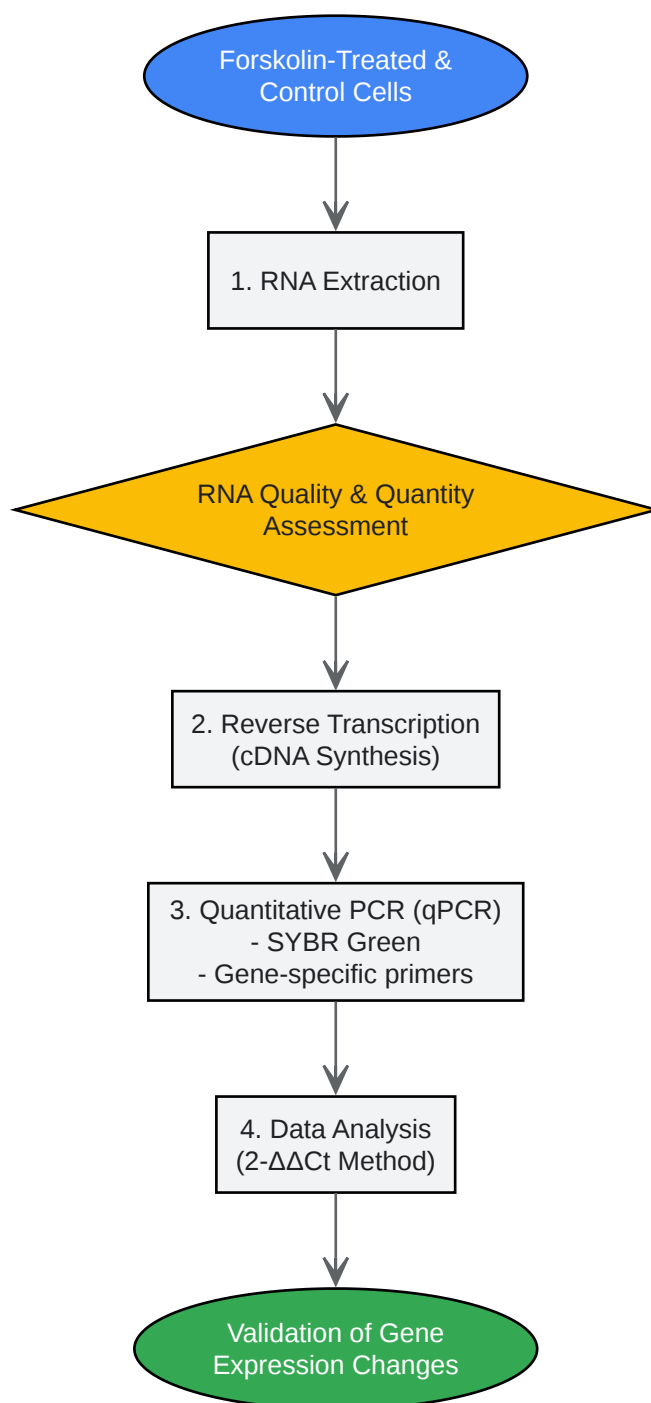 Forskolin-Treated &
Control Cells
1. RNA Extraction
RNA Quality & Quantity
Assessment
2. Reverse Transcription
(cDNA Synthesis)
3. Quantitative PCR (qPCR)
- SYBR Green
- Gene-specific primers
4. Data Analysis
(2-ΔΔCt Method)
Validation of Gene
Expression Changes